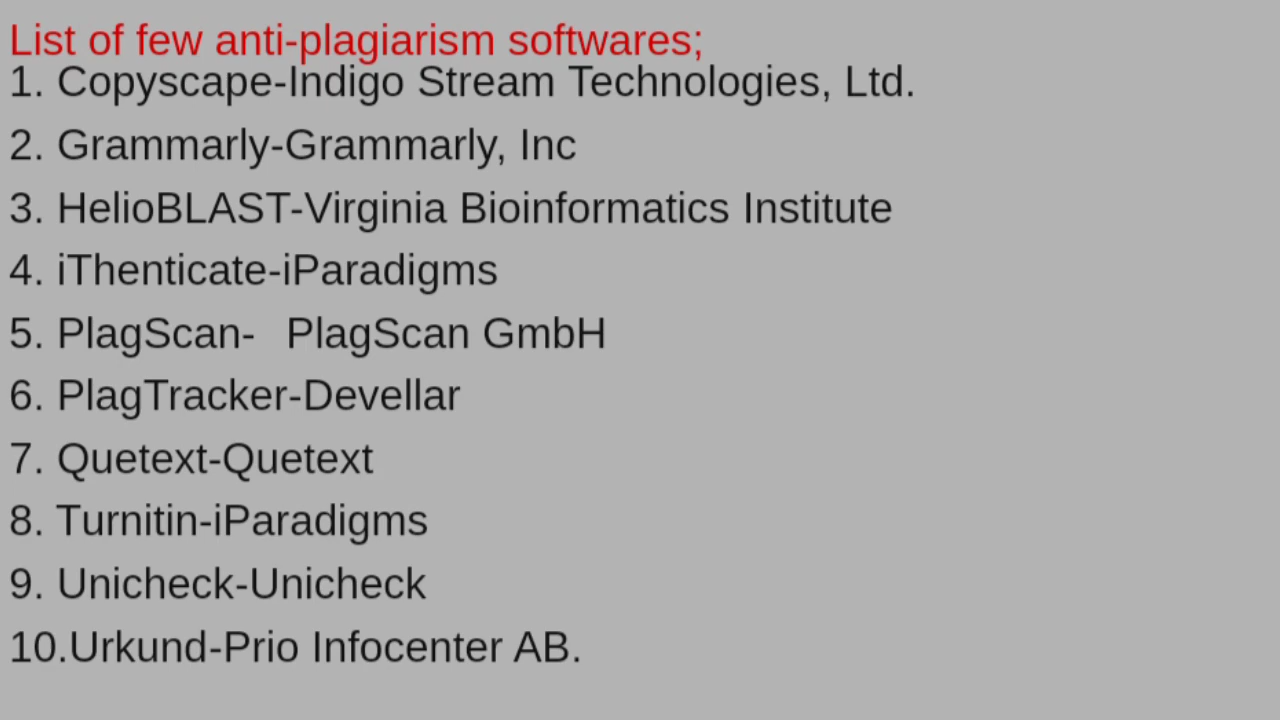 List of few anti-plagiarism softwares;
1. Copyscape-Indigo Stream Technologies, Ltd.
2. Grammarly-Grammarly, Inc
3. HelioBLAST-Virginia Bioinformatics Institute
4. iThenticate-iParadigms
5. PlagScan-  PlagScan GmbH
6. PlagTracker-Devellar
7. Quetext-Quetext
8. Turnitin-iParadigms
9. Unicheck-Unicheck
10.Urkund-Prio Infocenter AB.